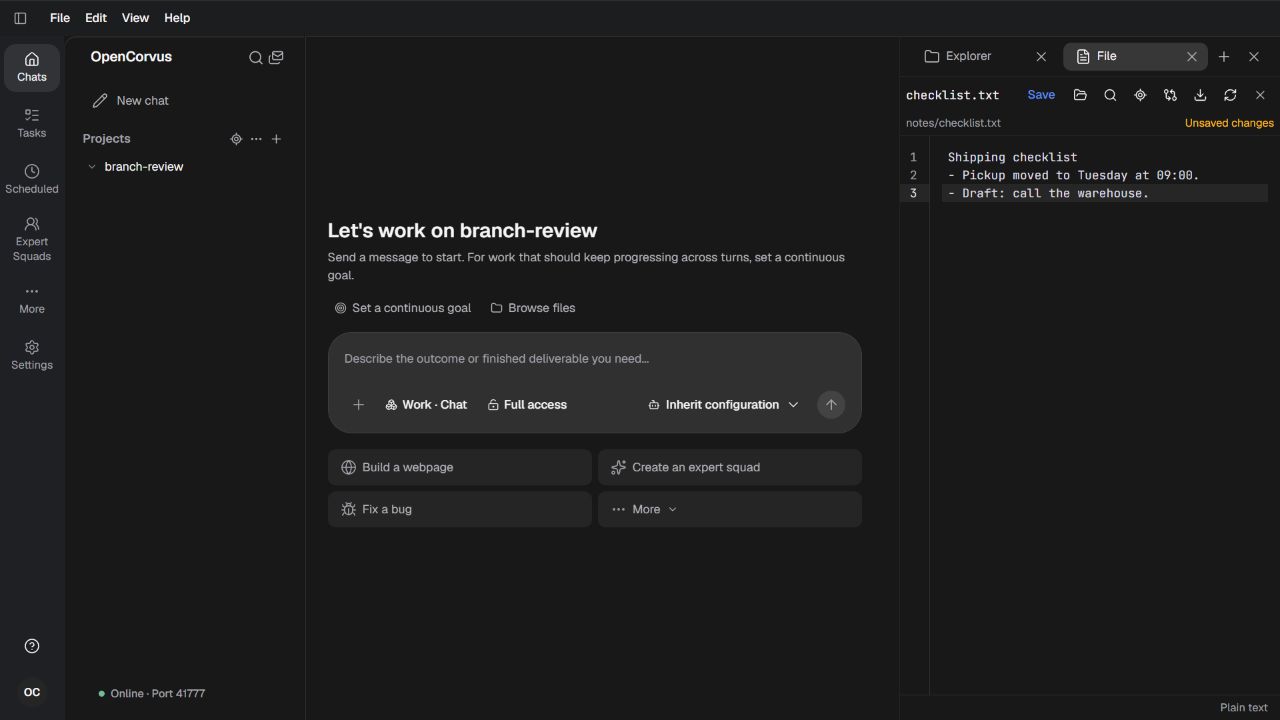 File Edit View Help
Chats
Tasks
Scheduled
Expert
Squads
More
Settings
OC
OpenCorvus
New chat
Projects
branch-review
Online · Port 41777
Let's work on branch-review
Send a message to start. For work that should keep progressing across turns, set a continuous
goal.
Set a continuous goal Browse files
Describe the outcome or finished deliverable you need...
Work · Chat Full access Inherit configuration
Build a webpage Create an expert squad
Fix a bug More
Explorer File
checklist.txt Save
notes/checklist.txt Unsaved changes
1 Shipping checklist
2 - Pickup moved to Tuesday at 09:00.
3 - Draft: call the warehouse.
Plain text